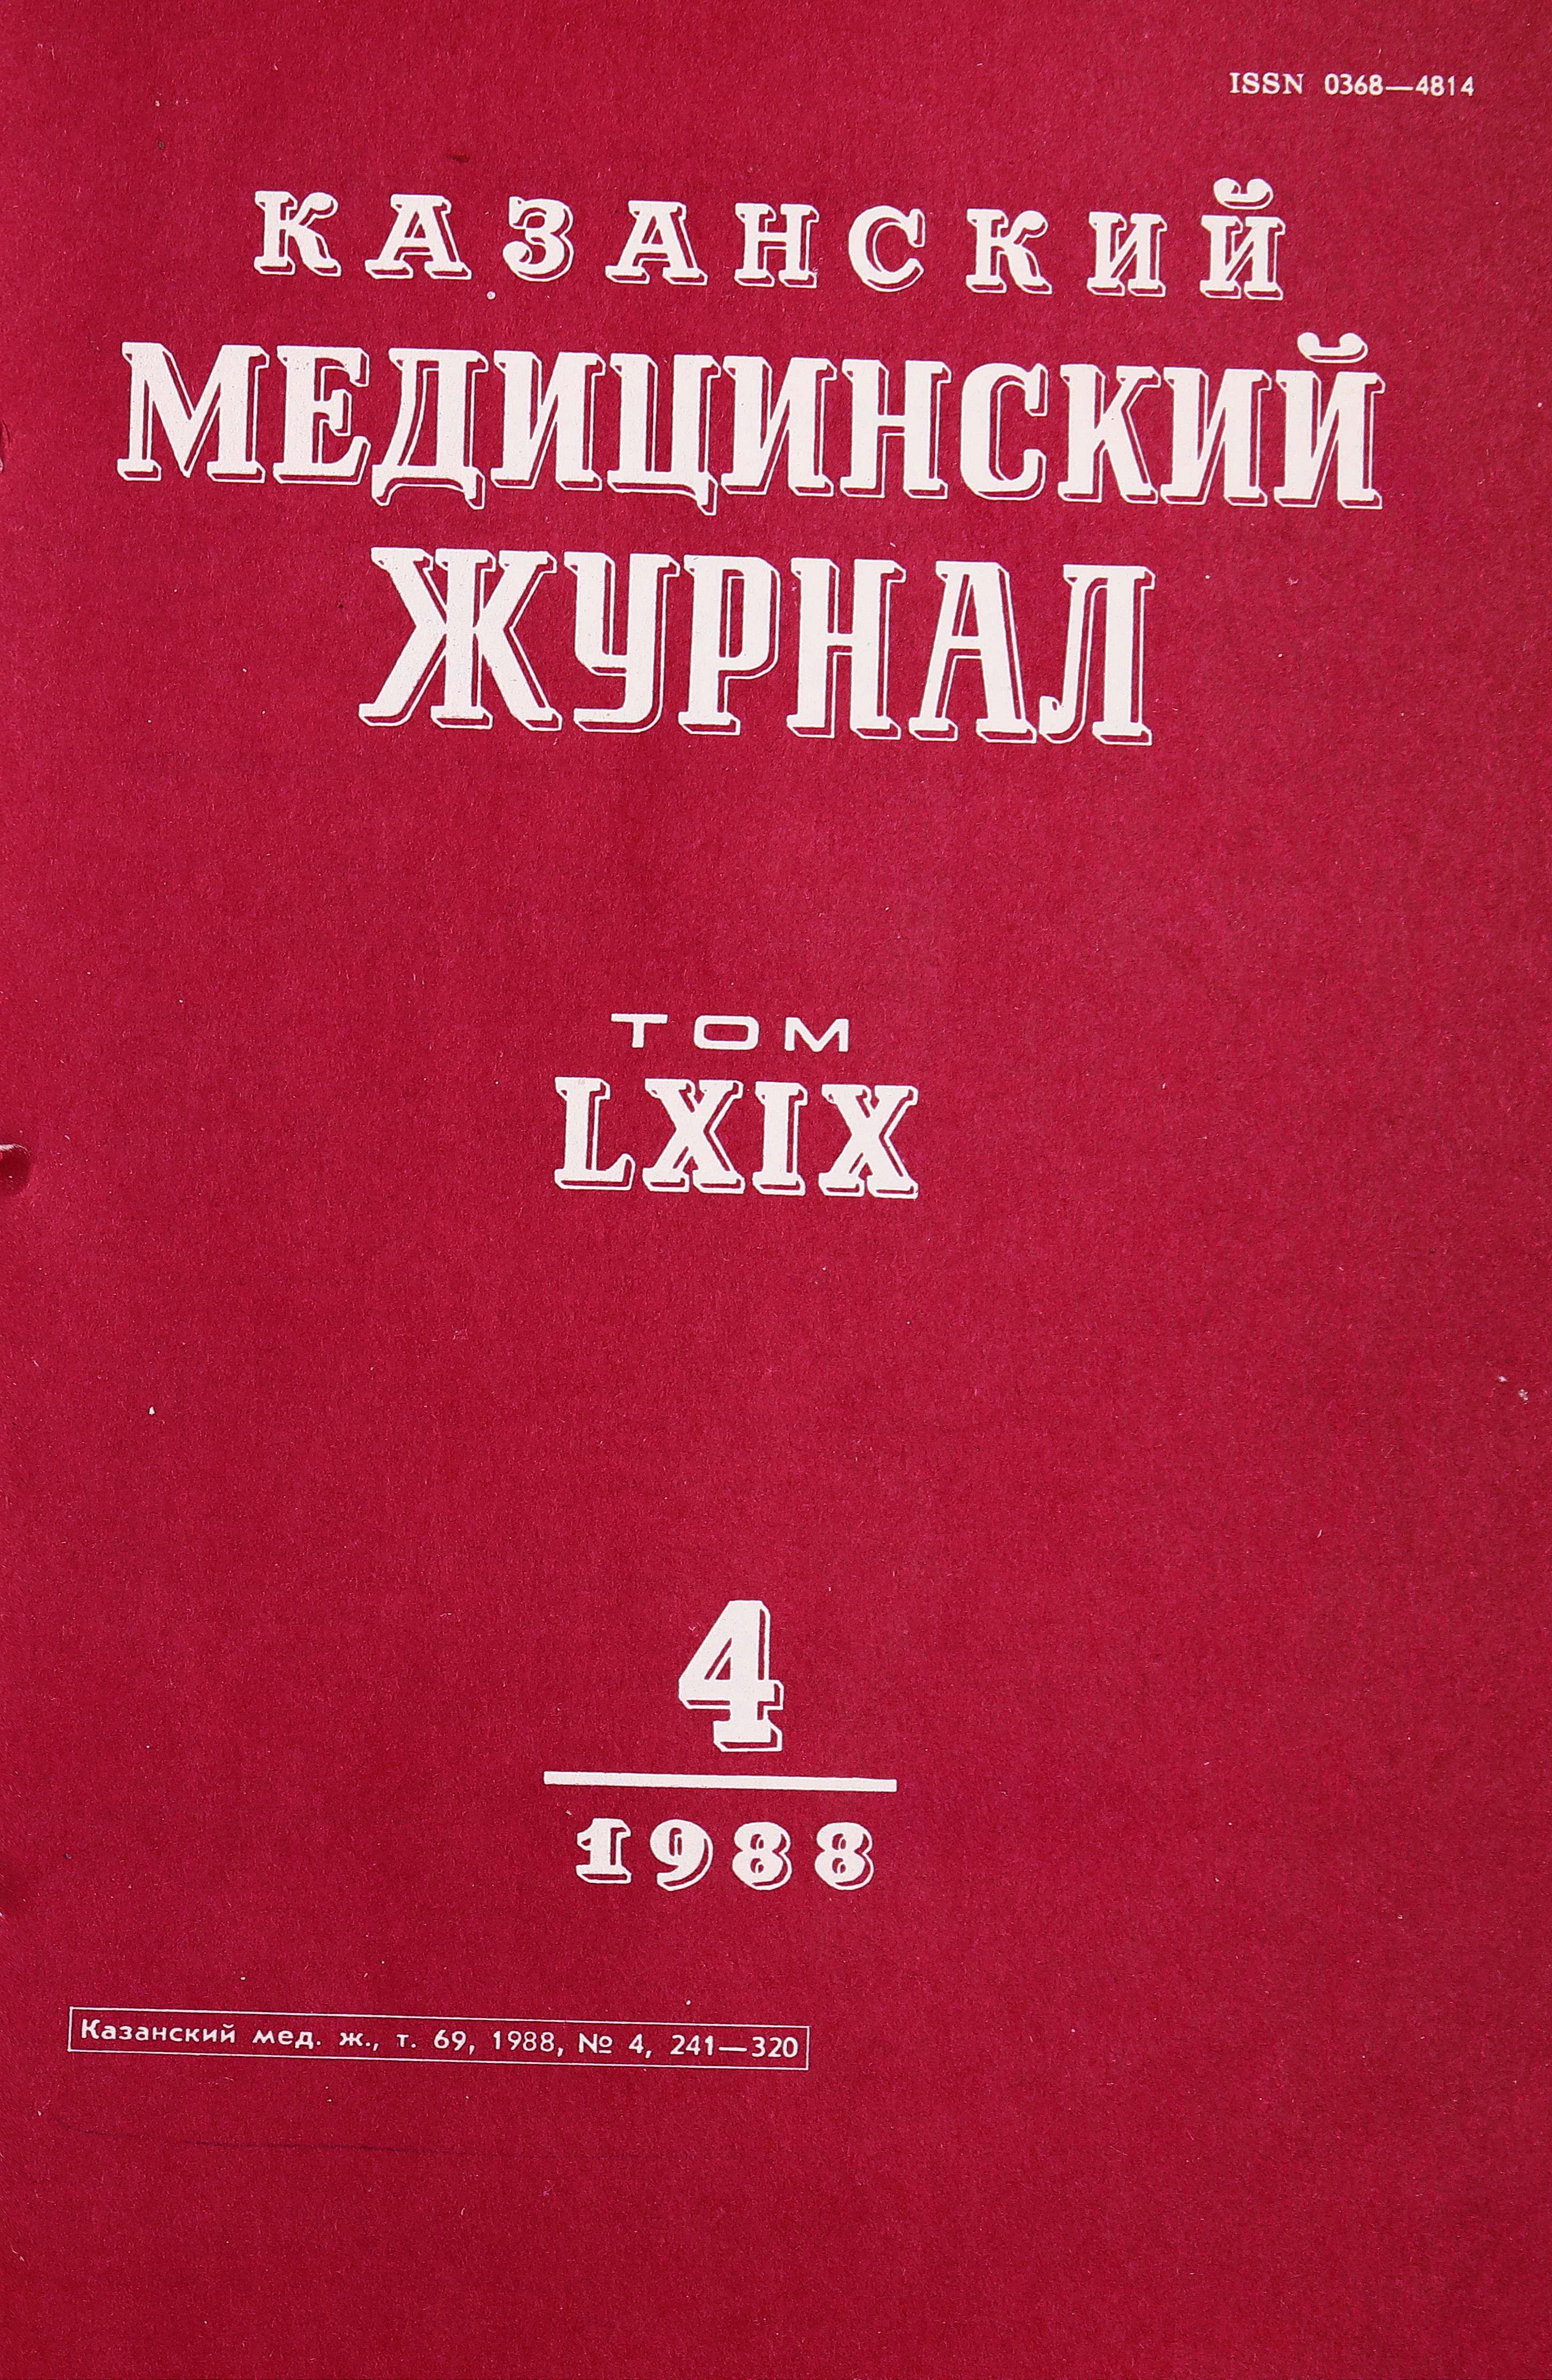 ISSN 0368—4814
КАЗАНСКИЙ
МЕДИЦИНСКИЙ
ЖУРНАЛ
ТОМ
LXIX
4
1988
Казанский мед. ж., т. 69, 1988, № 4, 241—320